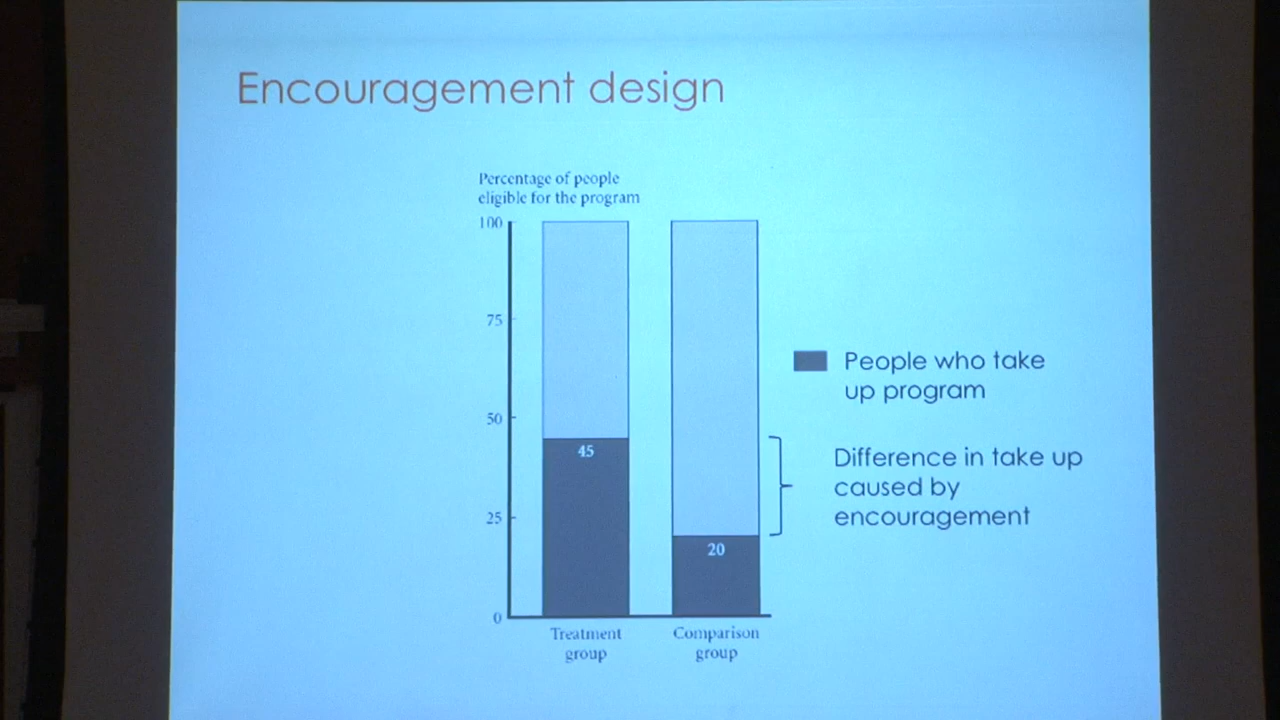 Encouragement design
Percentage of people
eligible for the program
100
75
50
25
0
45
20
Treatment
group
Comparison
group
People who take
up program
Difference in take up
caused by
encouragement